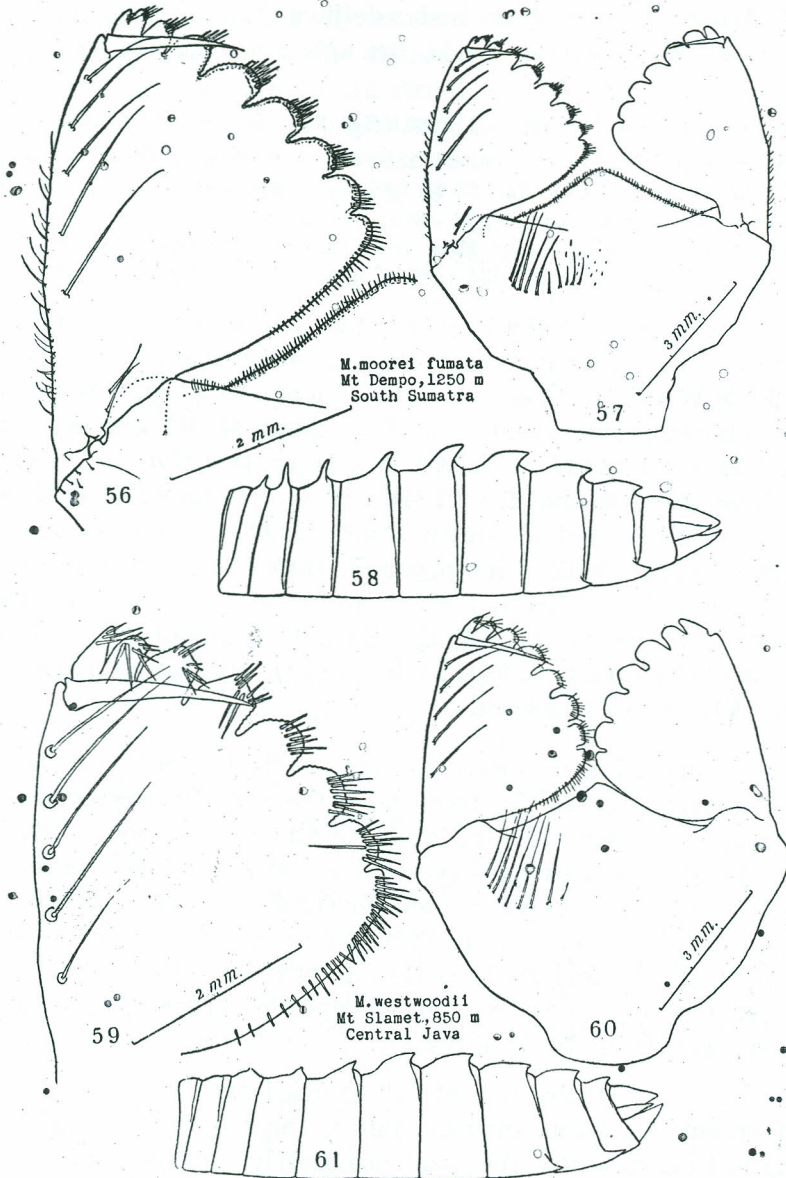 M.moorei fumata
Mt Dempo,1250 m
South Sumatra
3 mm.
57
2 mm.
56
58
M.westwoodii
Mt Slamet.,850 m
Central Java
2 mm.
3 mm.
59
60
61